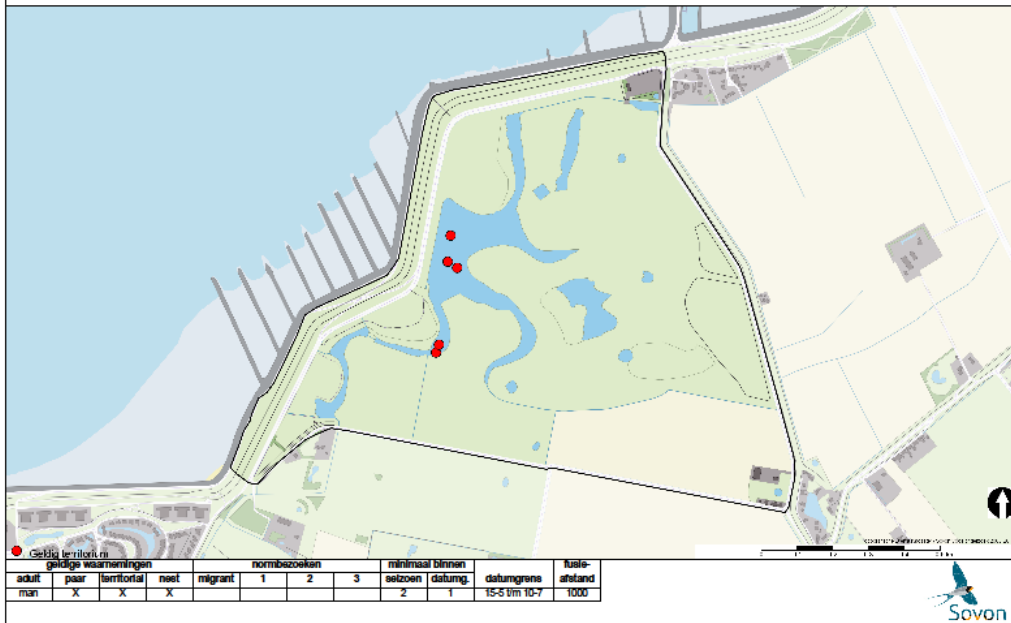 Geldig territorium
geldige waarnemingen normbezoeken minimaal binnen fusie-
adult paar territorial nest migrant 1 2 3 seizoen datumg. datumgrens afstand
man X X X 2 1 15-5 t/m 10-7 1000
Sovon